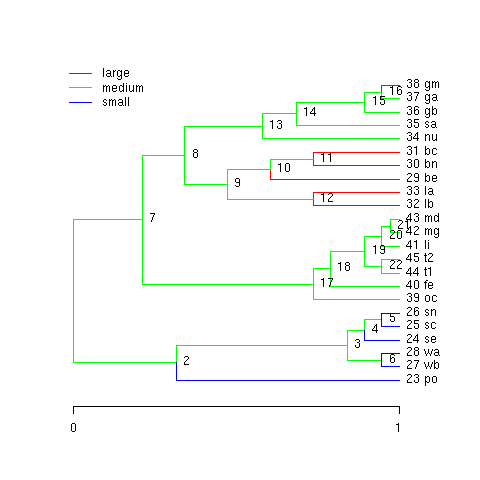 large
medium
small
38 gm
16
37 ga
15
36 gb
14
35 sa
13
34 nu
8
31 bc
11
30 bn
10
29 be
9
33 la
12
32 lb
7
43 md
21
42 mg
20
41 li
19
45 t2
22
18
44 t1
17
40 fe
39 oc
26 sn
5
25 sc
4
24 se
3
28 wa
2
6
27 wb
23 po
0 1